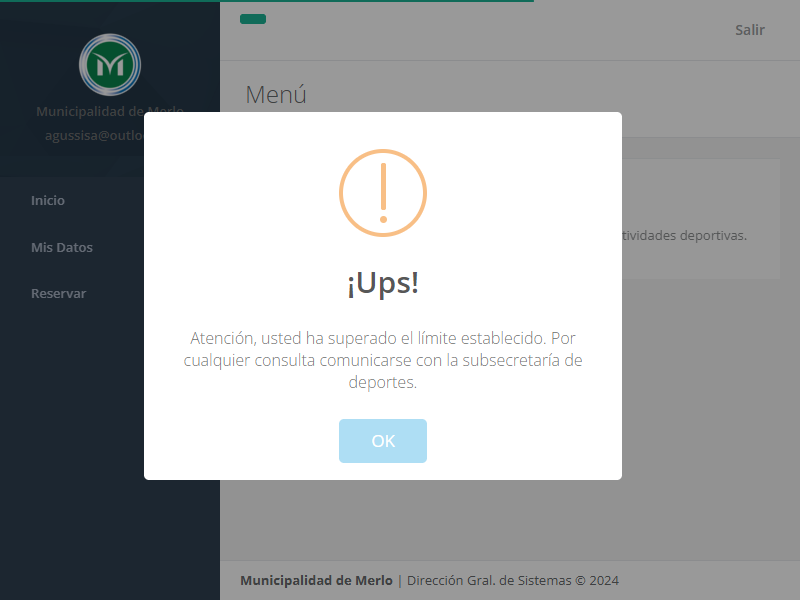 Salir
Menú
Municipalidad de Merlo
agussisa@outlo
Inicio
Mis Datos
Reservar
tividades deportivas.
¡Ups!
Atención, usted ha superado el límite establecido. Por
cualquier consulta comunicarse con la subsecretaría de
deportes.
OK
Municipalidad de Merlo | Dirección Gral. de Sistemas © 2024